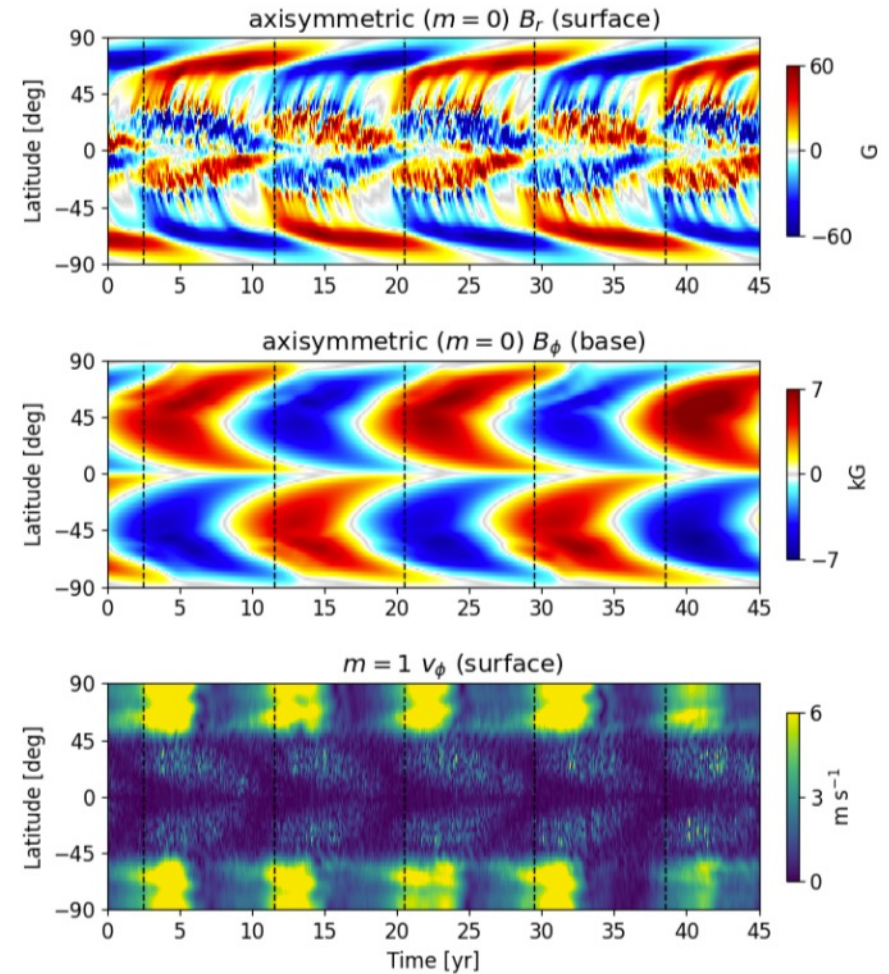 axisymmetric (m = 0) B_r (surface)
90
45
0
−45
−90
Latitude [deg]
0 5 10 15 20 25 30 35 40 45
60
0
−60
G
axisymmetric (m = 0) B_ϕ (base)
90
45
0
−45
−90
Latitude [deg]
0 5 10 15 20 25 30 35 40 45
7
0
−7
kG
m = 1 v_ϕ (surface)
90
45
0
−45
−90
Latitude [deg]
0 5 10 15 20 25 30 35 40 45
Time [yr]
6
3
0
m s⁻¹